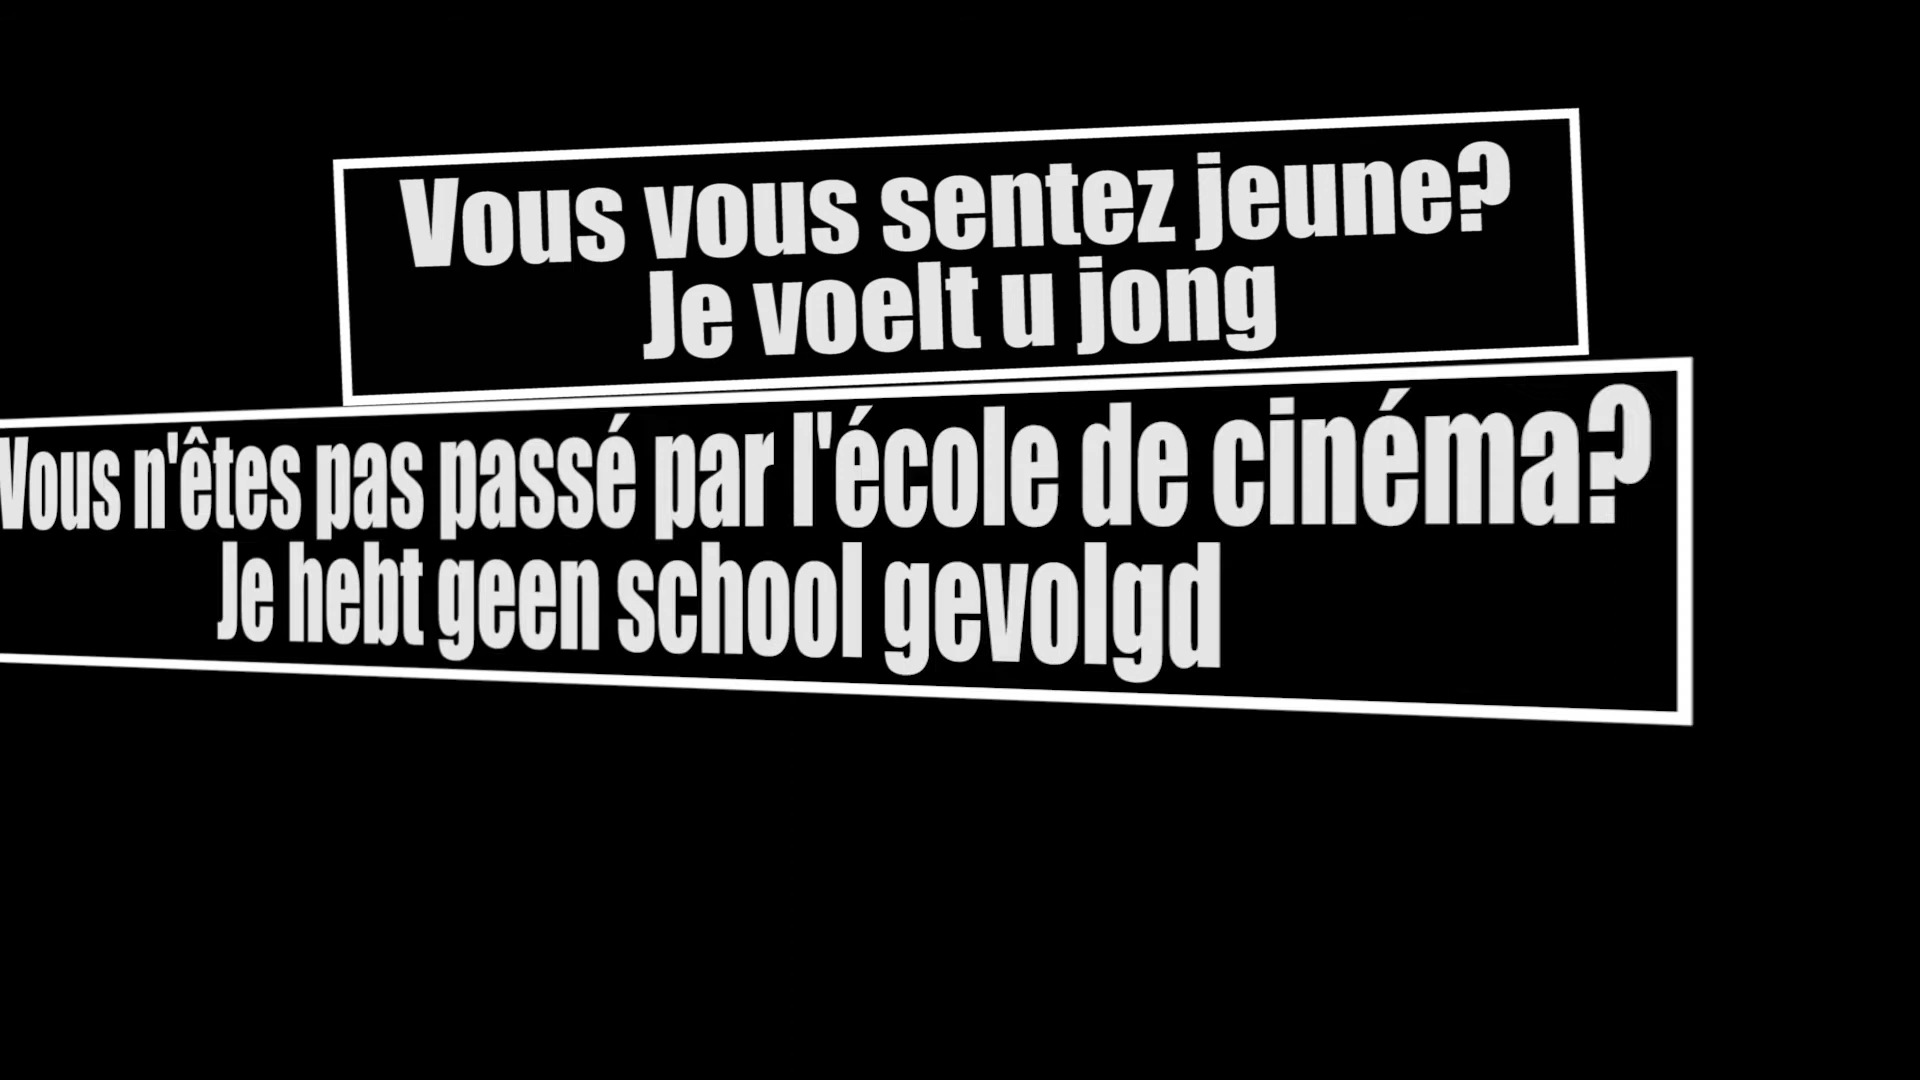 Vous vous sentez jeune?
Je voelt u jong
Vous n'êtes pas passé par l'école de cinéma?
Je hebt geen school gevolgd